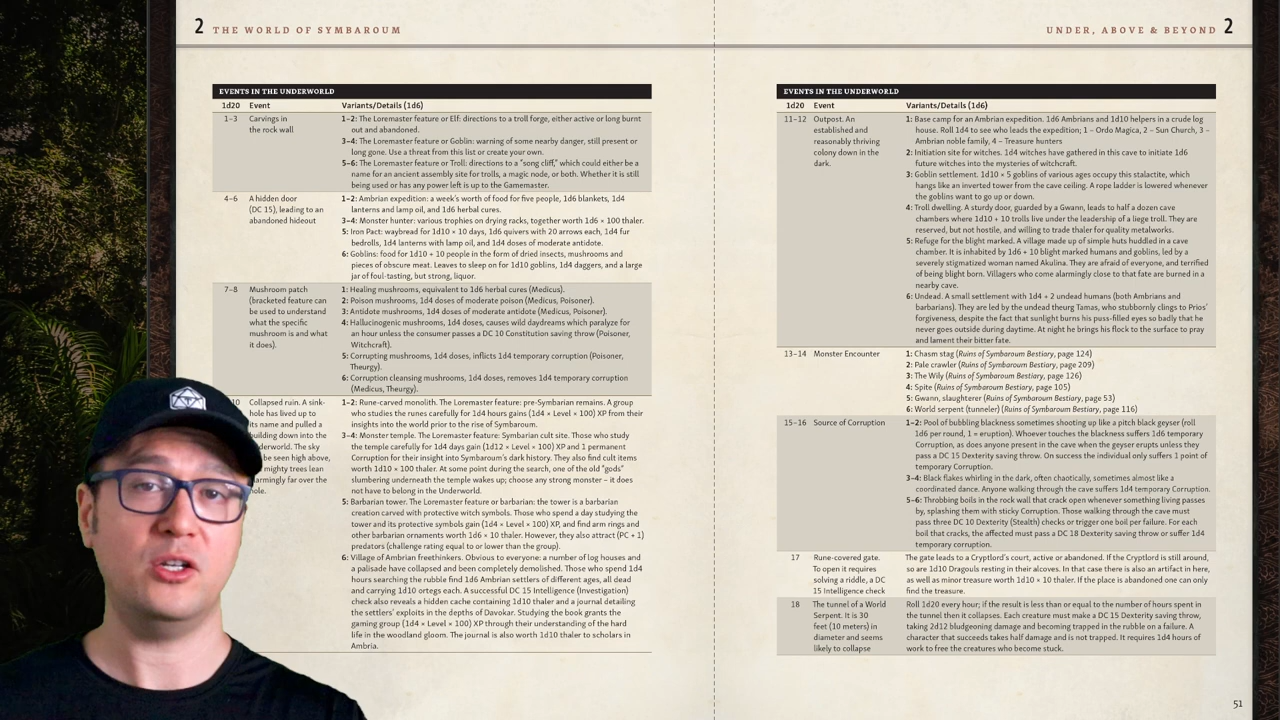 2 THE WORLD OF SYMBAROUM
EVENTS IN THE UNDERWORLD
1d20 Event Variants/Details (1d6)
1–3 Carvings in
the rock wall
1–2: The Loremaster feature or Elf: directions to a troll forge, either active or long burnt
out and abandoned.
3–4: The Loremaster feature or Goblin: warning of some nearby danger, still present or
long gone. Use a threat from this list or create your own.
5–6: The Loremaster feature or Troll: directions to a "song cliff," which could either be a
name for an ancient assembly site for trolls, a magic node, or both. Whether it is still
being used or has any power left is up to the Gamemaster.
4–6 A hidden door
(DC 15), leading to an
abandoned hideout
1–2: Ambrian expedition: a week's worth of food for five people, 1d6 blankets, 1d4
lanterns and lamp oil, and 1d6 herbal cures.
3–4: Monster hunter: various trophies on drying racks, together worth 1d6 × 100 thaler.
5: Iron Pact: waybread for 1d10 × 10 days, 1d6 quivers with 20 arrows each, 1d4 fur
bedrolls, 1d4 lanterns with lamp oil, and 1d4 doses of moderate antidote.
6: Goblins: food for 1d10 + 10 people in the form of dried insects, mushrooms and
pieces of obscure meat. Leaves to sleep on for 1d10 goblins, 1d4 daggers, and a large
jar of foul-tasting, but strong, liquor.
7–8 Mushroom patch
(bracketed feature can
be used to understand
what the specific
mushroom is and what
it does).
1: Healing mushrooms, equivalent to 1d6 herbal cures (Medicus).
2: Poison mushrooms, 1d4 doses of moderate poison (Medicus, Poisoner).
3: Antidote mushrooms, 1d4 doses of moderate antidote (Medicus, Poisoner).
4: Hallucinogenic mushrooms, 1d4 doses, causes wild daydreams which paralyze for
an hour unless the consumer passes a DC 10 Constitution saving throw (Poisoner,
Witchcraft).
5: Corrupting mushrooms, 1d4 doses, inflicts 1d4 temporary corruption (Poisoner,
Theurgy).
6: Corruption cleansing mushrooms, 1d4 doses, removes 1d4 temporary corruption
(Medicus, Theurgy).
10 Collapsed ruin. A sink-
hole has lived up to
its name and pulled a
building down into the
The sky
be seen high above,
mighty trees lean
far over the
hole.
1–2: Rune-carved monolith. The Loremaster feature: pre-Symbarian remains. A group
who studies the runes carefully for 1d4 hours gains (1d4 × Level × 100) XP from their
insights into the world prior to the rise of Symbaroum.
3–4: Monster temple. The Loremaster feature: Symbarian cult site. Those who study
the temple carefully for 1d4 days gain (1d12 × Level × 100) XP and 1 permanent
Corruption for their insight into Symbaroum's dark history. They also find cult items
worth 1d10 × 100 thaler. At some point during the search, one of the old "gods"
slumbering underneath the temple wakes up; choose any strong monster – it does
not have to belong in the Underworld.
5: Barbarian tower. The Loremaster feature or barbarian: the tower is a barbarian
creation carved with protective witch symbols. Those who spend a day studying the
tower and its protective symbols gain (1d4 × Level × 100) XP, and find arm rings and
other barbarian ornaments worth 1d6 × 10 thaler. However, they also attract (PC + 1)
predators (challenge rating equal to or lower than the group).
6: Village of Ambrian freethinkers. Obvious to everyone: a number of log houses and
a palisade have collapsed and been completely demolished. Those who spend 1d4
hours searching the rubble find 1d6 Ambrian settlers of different ages, all dead
and carrying 1d10 ortegs each. A successful DC 15 Intelligence (Investigation)
check also reveals a hidden cache containing 1d10 thaler and a journal detailing
the settlers' exploits in the depths of Davokar. Studying the book grants the
gaming group (1d4 × Level × 100) XP through their understanding of the hard
life in the woodland gloom. The journal is also worth 1d10 thaler to scholars in
Ambria.
UNDER, ABOVE & BEYOND 2
EVENTS IN THE UNDERWORLD
1d20 Event Variants/Details (1d6)
11–12 Outpost. An
established and
reasonably thriving
colony down in the
dark.
1: Base camp for an Ambrian expedition. 1d6 Ambrians and 1d10 helpers in a crude log
house. Roll 1d4 to see who leads the expedition; 1 – Ordo Magica, 2 – Sun Church, 3 –
Ambrian noble family, 4 – Treasure hunters
2: Initiation site for witches. 1d4 witches have gathered in this cave to initiate 1d6
future witches into the mysteries of witchcraft.
3: Goblin settlement. 1d10 × 5 goblins of various ages occupy this stalactite, which
hangs like an inverted tower from the cave ceiling. A rope ladder is lowered whenever
the goblins want to go up or down.
4: Troll dwelling. A sturdy door, guarded by a Gwann, leads to half a dozen cave
chambers where 1d10 + 10 trolls live under the leadership of a liege troll. They are
reserved, but not hostile, and willing to trade thaler for quality metalworks.
5: Refuge for the blight marked. A village made up of simple huts huddled in a cave
chamber. It is inhabited by 1d6 + 10 blight marked humans and goblins, led by a
severely stigmatized woman named Akulina. They are afraid of everyone, and terrified
of being blight born. Villagers who come alarmingly close to that fate are burned in a
nearby cave.
6: Undead. A small settlement with 1d4 + 2 undead humans (both Ambrians and
barbarians). They are led by the undead theurg Tamas, who stubbornly clings to Prios'
forgiveness, despite the fact that sunlight burns his puss-filled eyes so badly that he
never goes outside during daytime. At night he brings his flock to the surface to pray
and lament their bitter fate.
13–14 Monster Encounter
1: Chasm stag (Ruins of Symbaroum Bestiary, page 124)
2: Pale crawler (Ruins of Symbaroum Bestiary, page 209)
3: The Wily (Ruins of Symbaroum Bestiary, page 126)
4: Spite (Ruins of Symbaroum Bestiary, page 105)
5: Gwann, slaughterer (Ruins of Symbaroum Bestiary, page 53)
6: World serpent (tunneler) (Ruins of Symbaroum Bestiary, page 116)
15–16 Source of Corruption
1–2: Pool of bubbling blackness sometimes shooting up like a pitch black geyser (roll
1d6 per round, 1 = eruption). Whoever touches the blackness suffers 1d6 temporary
Corruption, as does anyone present in the cave when the geyser erupts unless they
pass a DC 15 Dexterity saving throw. On success the individual only suffers 1 point of
temporary Corruption.
3–4: Black flakes whirling in the dark, often chaotically, sometimes almost like a
coordinated dance. Anyone walking through the cave suffers 1d4 temporary Corruption.
5–6: Throbbing boils in the rock wall that crack open whenever something living passes
by, splashing them with sticky Corruption. Those walking through the cave must
pass three DC 10 Dexterity (Stealth) checks or trigger one boil per failure. For each
boil that cracks, the affected must pass a DC 18 Dexterity saving throw or suffer 1d4
temporary corruption.
17 Rune-covered gate.
To open it requires
solving a riddle, a DC
15 Intelligence check
The gate leads to a Cryptlord's court, active or abandoned. If the Cryptlord is still around,
so are 1d10 Dragouls resting in their alcoves. In that case there is also an artifact in here,
as well as minor treasure worth 1d10 × 10 thaler. If the place is abandoned one can only
find the treasure.
18 The tunnel of a World
Serpent. It is 30
feet (10 meters) in
diameter and seems
likely to collapse
Roll 1d20 every hour; if the result is less than or equal to the number of hours spent in
the tunnel then it collapses. Each creature must make a DC 15 Dexterity saving throw,
taking 2d12 bludgeoning damage and becoming trapped in the rubble on a failure. A
character that succeeds takes half damage and is not trapped. It requires 1d4 hours of
work to free the creatures who become stuck.
51